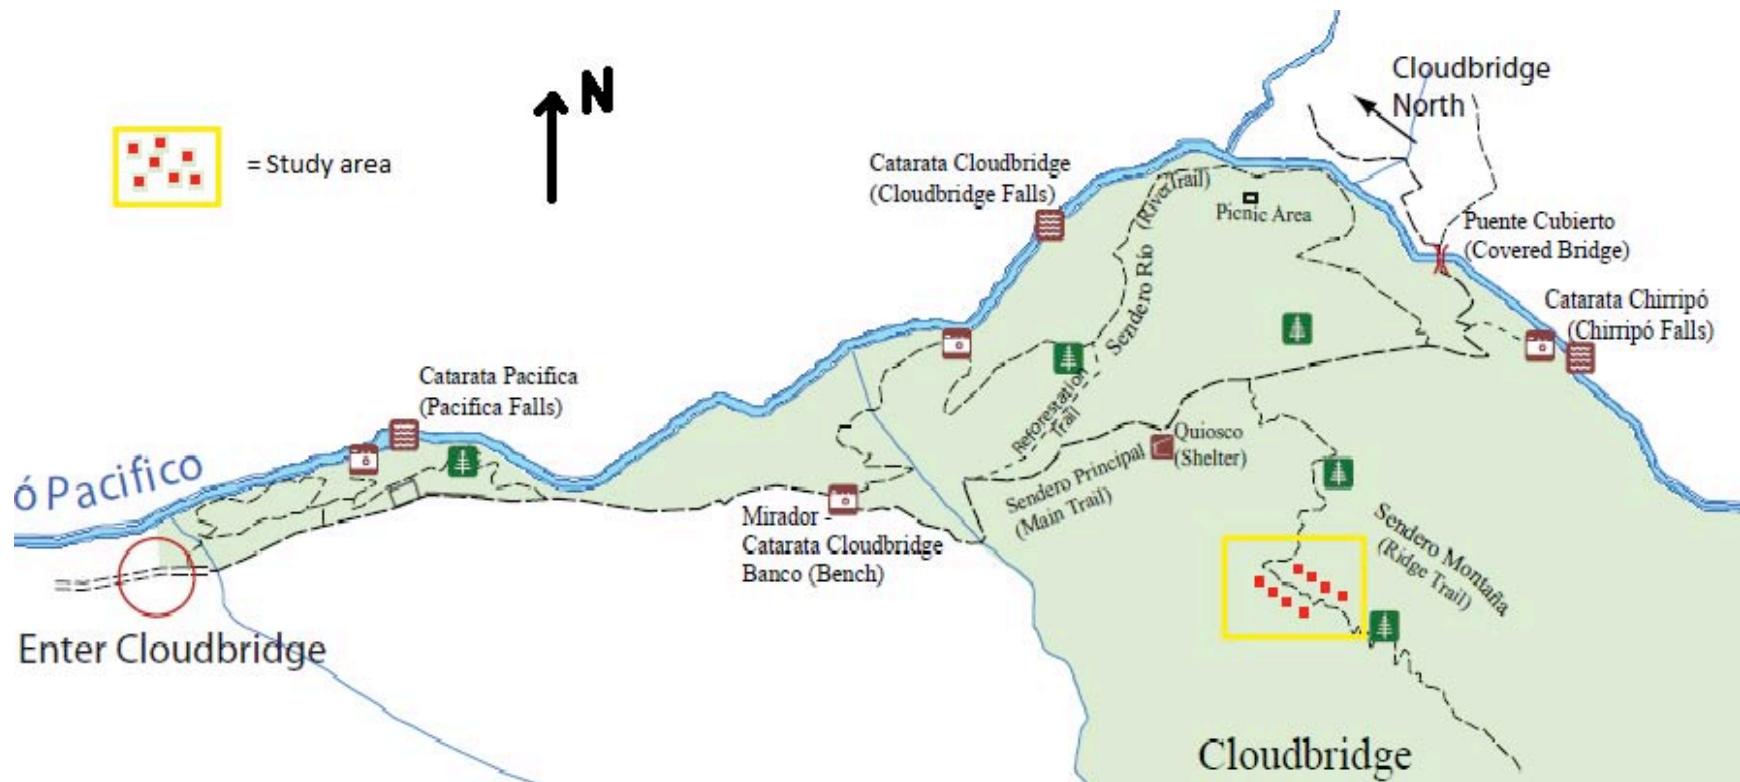 N
= Study area
Cloudbridge
North
Catarata Cloudbridge
(Cloudbridge Falls)
Sendero Río (River Trail)
Picnic Area
Puente Cubierto
(Covered Bridge)
Catarata Chirripó
(Chirripó Falls)
Catarata Pacifica
(Pacifica Falls)
Reforestation
Trail
Quiosco
(Shelter)
ó Pacifico
Sendero Principal
(Main Trail)
Mirador -
Catarata Cloudbridge
Banco (Bench)
Sendero Montaña
(Ridge Trail)
Enter Cloudbridge
Cloudbridge